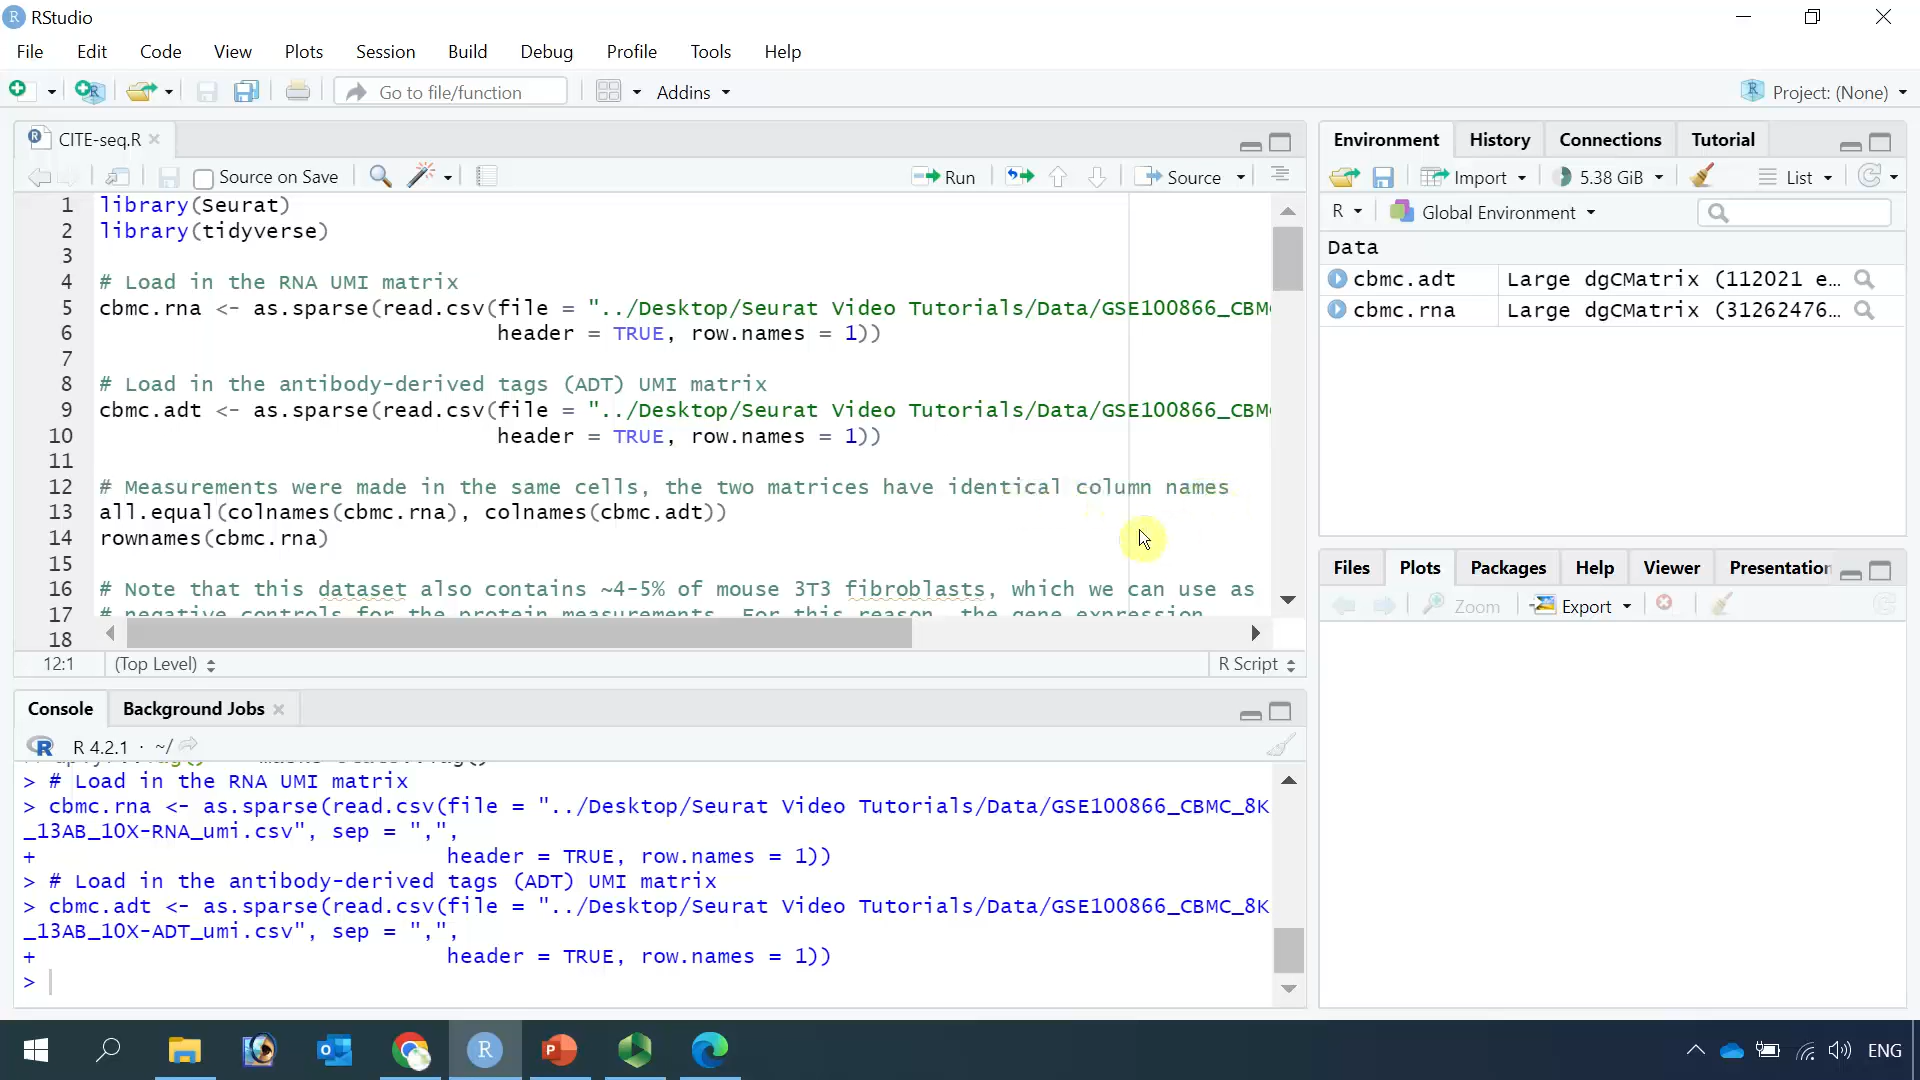 RStudio
File Edit Code View Plots Session Build Debug Profile Tools Help
Go to file/function Addins Project: (None)
CITE-seq.R
Source on Save Run Source
1 library(Seurat)
2 library(tidyverse)
3
4 # Load in the RNA UMI matrix
5 cbmc.rna <- as.sparse(read.csv(file = "../Desktop/Seurat Video Tutorials/Data/GSE100866_CBM
6 header = TRUE, row.names = 1))
7
8 # Load in the antibody-derived tags (ADT) UMI matrix
9 cbmc.adt <- as.sparse(read.csv(file = "../Desktop/Seurat Video Tutorials/Data/GSE100866_CBM
10 header = TRUE, row.names = 1))
11
12 # Measurements were made in the same cells, the two matrices have identical column names
13 all.equal(colnames(cbmc.rna), colnames(cbmc.adt))
14 rownames(cbmc.rna)
15
16 # Note that this dataset also contains ~4-5% of mouse 3T3 fibroblasts, which we can use as
17 # negative controls for the protein measurements. For this reason, the gene expression
18
12:1 (Top Level) R Script
Console Background Jobs
R 4.2.1 · ~/
> # Load in the RNA UMI matrix
> cbmc.rna <- as.sparse(read.csv(file = "../Desktop/Seurat Video Tutorials/Data/GSE100866_CBMC_8K
_13AB_10X-RNA_umi.csv", sep = ",",
+ header = TRUE, row.names = 1))
> # Load in the antibody-derived tags (ADT) UMI matrix
> cbmc.adt <- as.sparse(read.csv(file = "../Desktop/Seurat Video Tutorials/Data/GSE100866_CBMC_8K
_13AB_10X-ADT_umi.csv", sep = ",",
+ header = TRUE, row.names = 1))
>
Environment History Connections Tutorial
Import 5.38 GiB List
R Global Environment
Data
cbmc.adt Large dgCMatrix (112021 e…
cbmc.rna Large dgCMatrix (31262476…
Files Plots Packages Help Viewer Presentation
Zoom Export
ENG